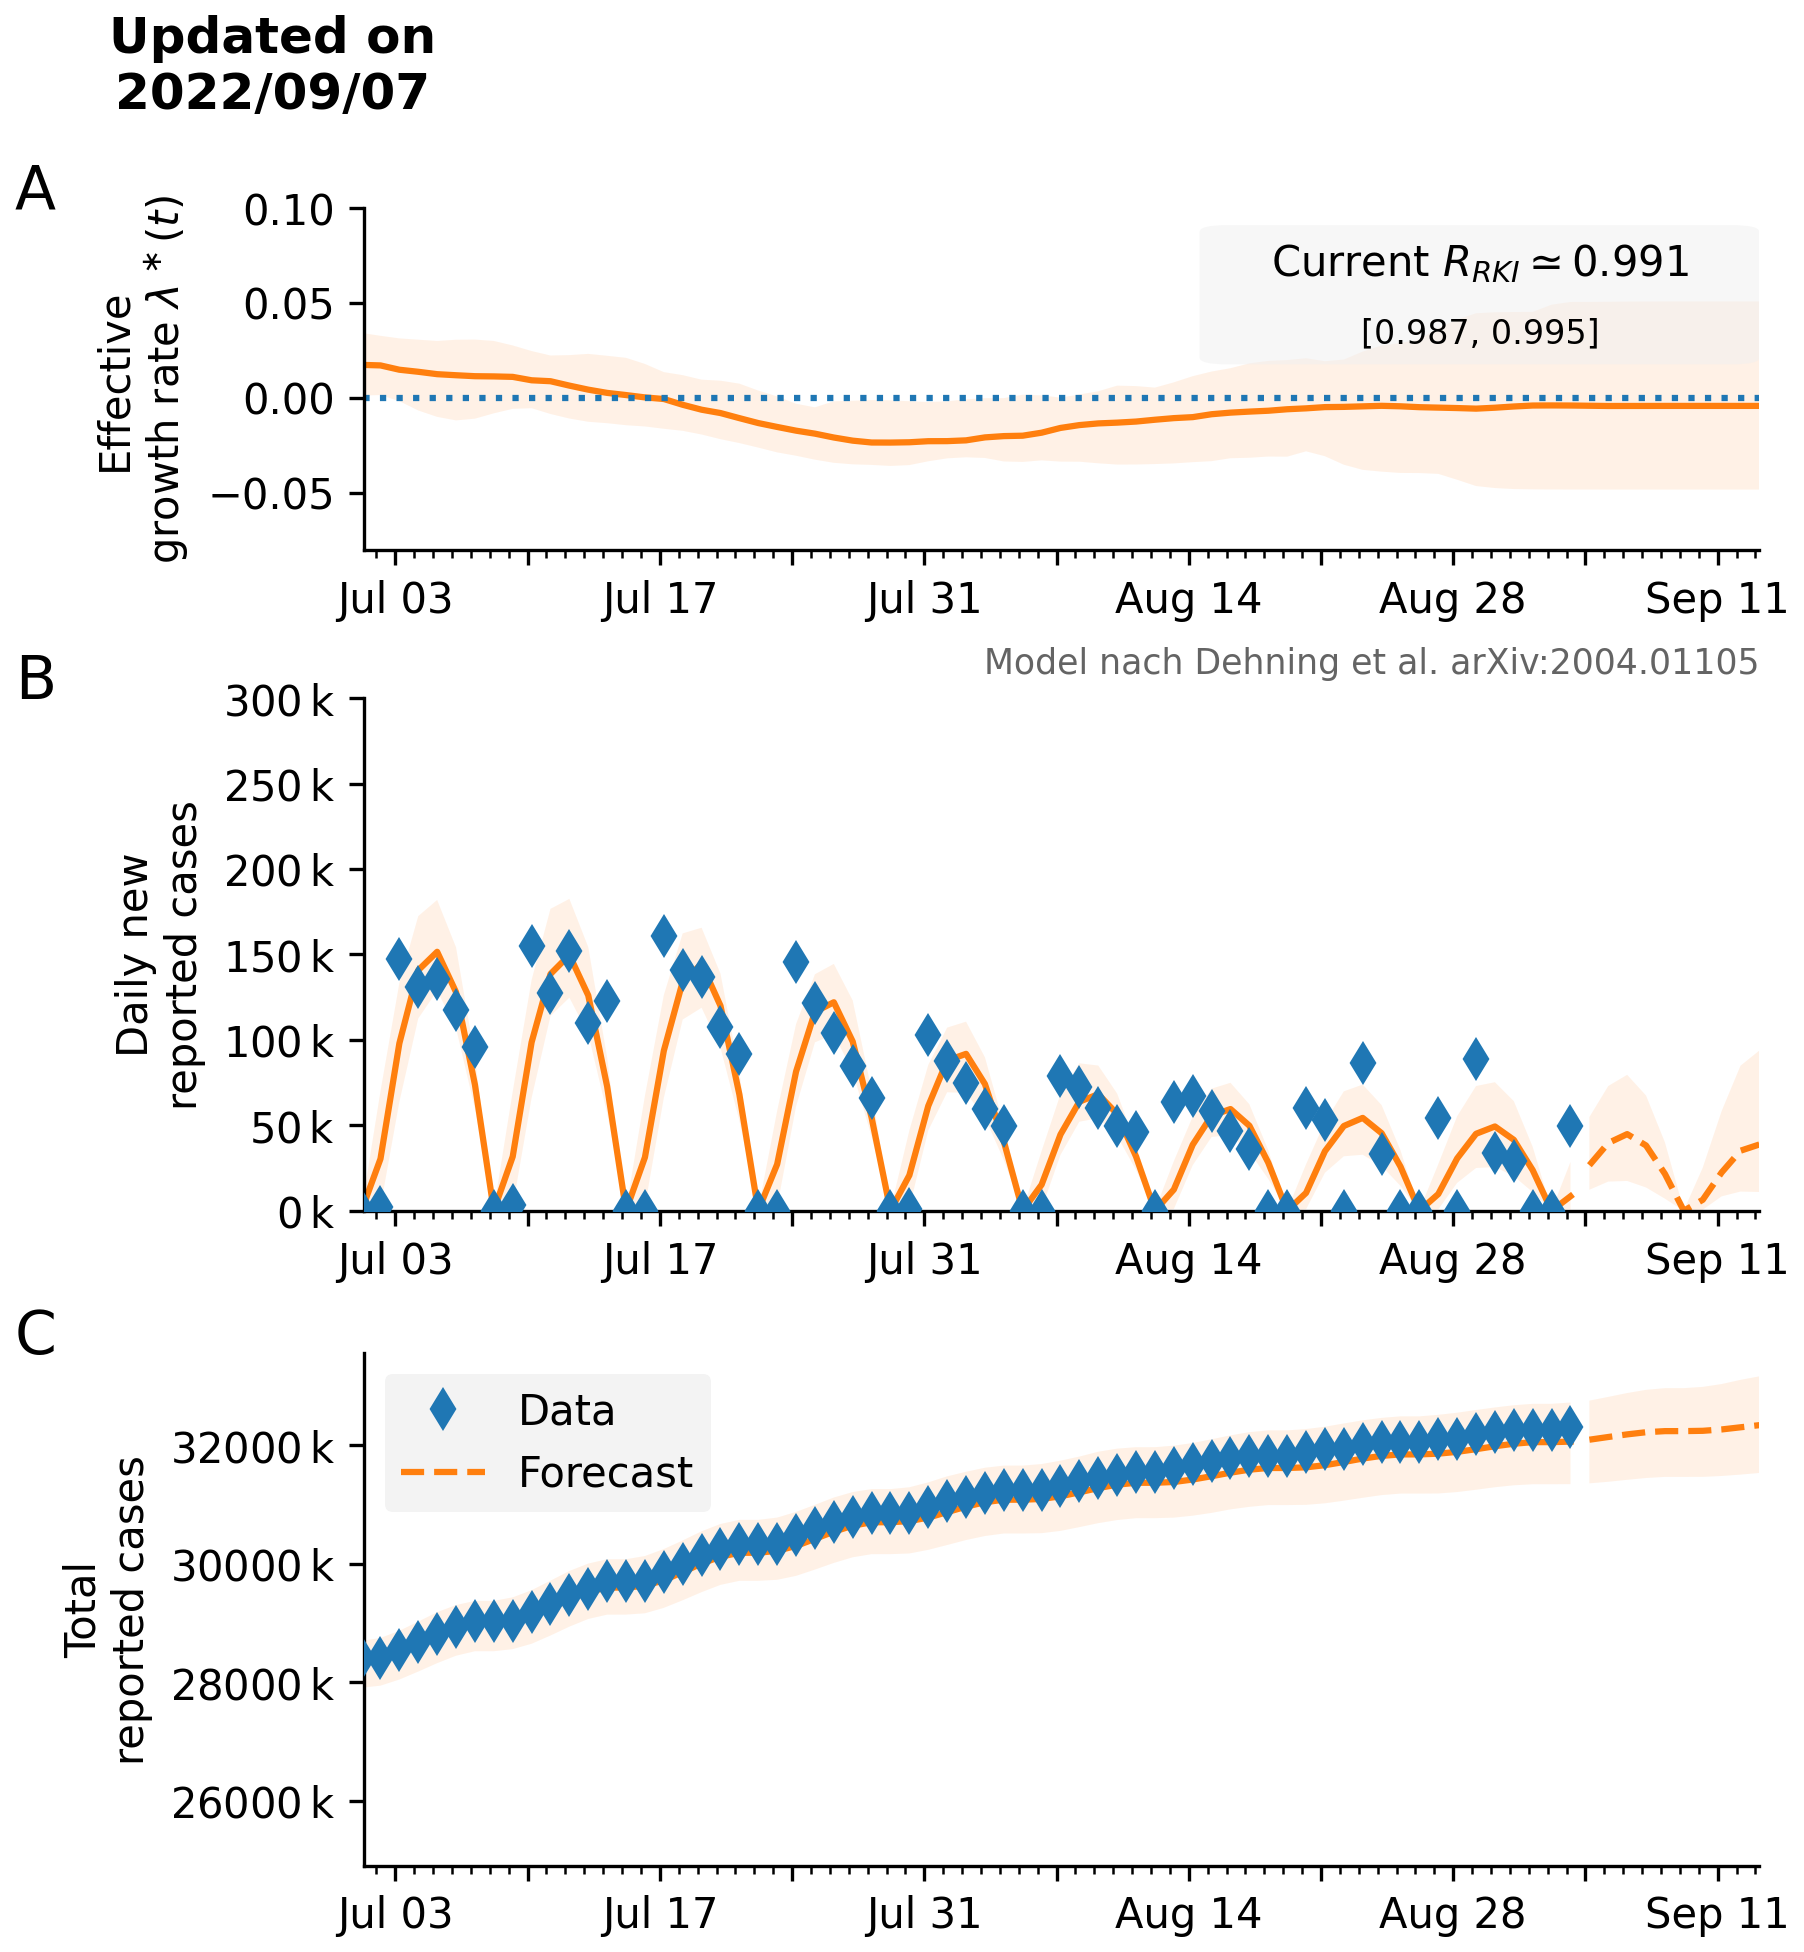 Updated on
2022/09/07
A
Effective
growth rate λ * (t)
0.10
0.05
0.00
−0.05
Current R_RKI ≃ 0.991
[0.987, 0.995]
Jul 03 Jul 17 Jul 31 Aug 14 Aug 28 Sep 11
Model nach Dehning et al. arXiv:2004.01105
B
Daily new
reported cases
300 k
250 k
200 k
150 k
100 k
50 k
0 k
Jul 03 Jul 17 Jul 31 Aug 14 Aug 28 Sep 11
C
Total
reported cases
Data
Forecast
32000 k
30000 k
28000 k
26000 k
Jul 03 Jul 17 Jul 31 Aug 14 Aug 28 Sep 11